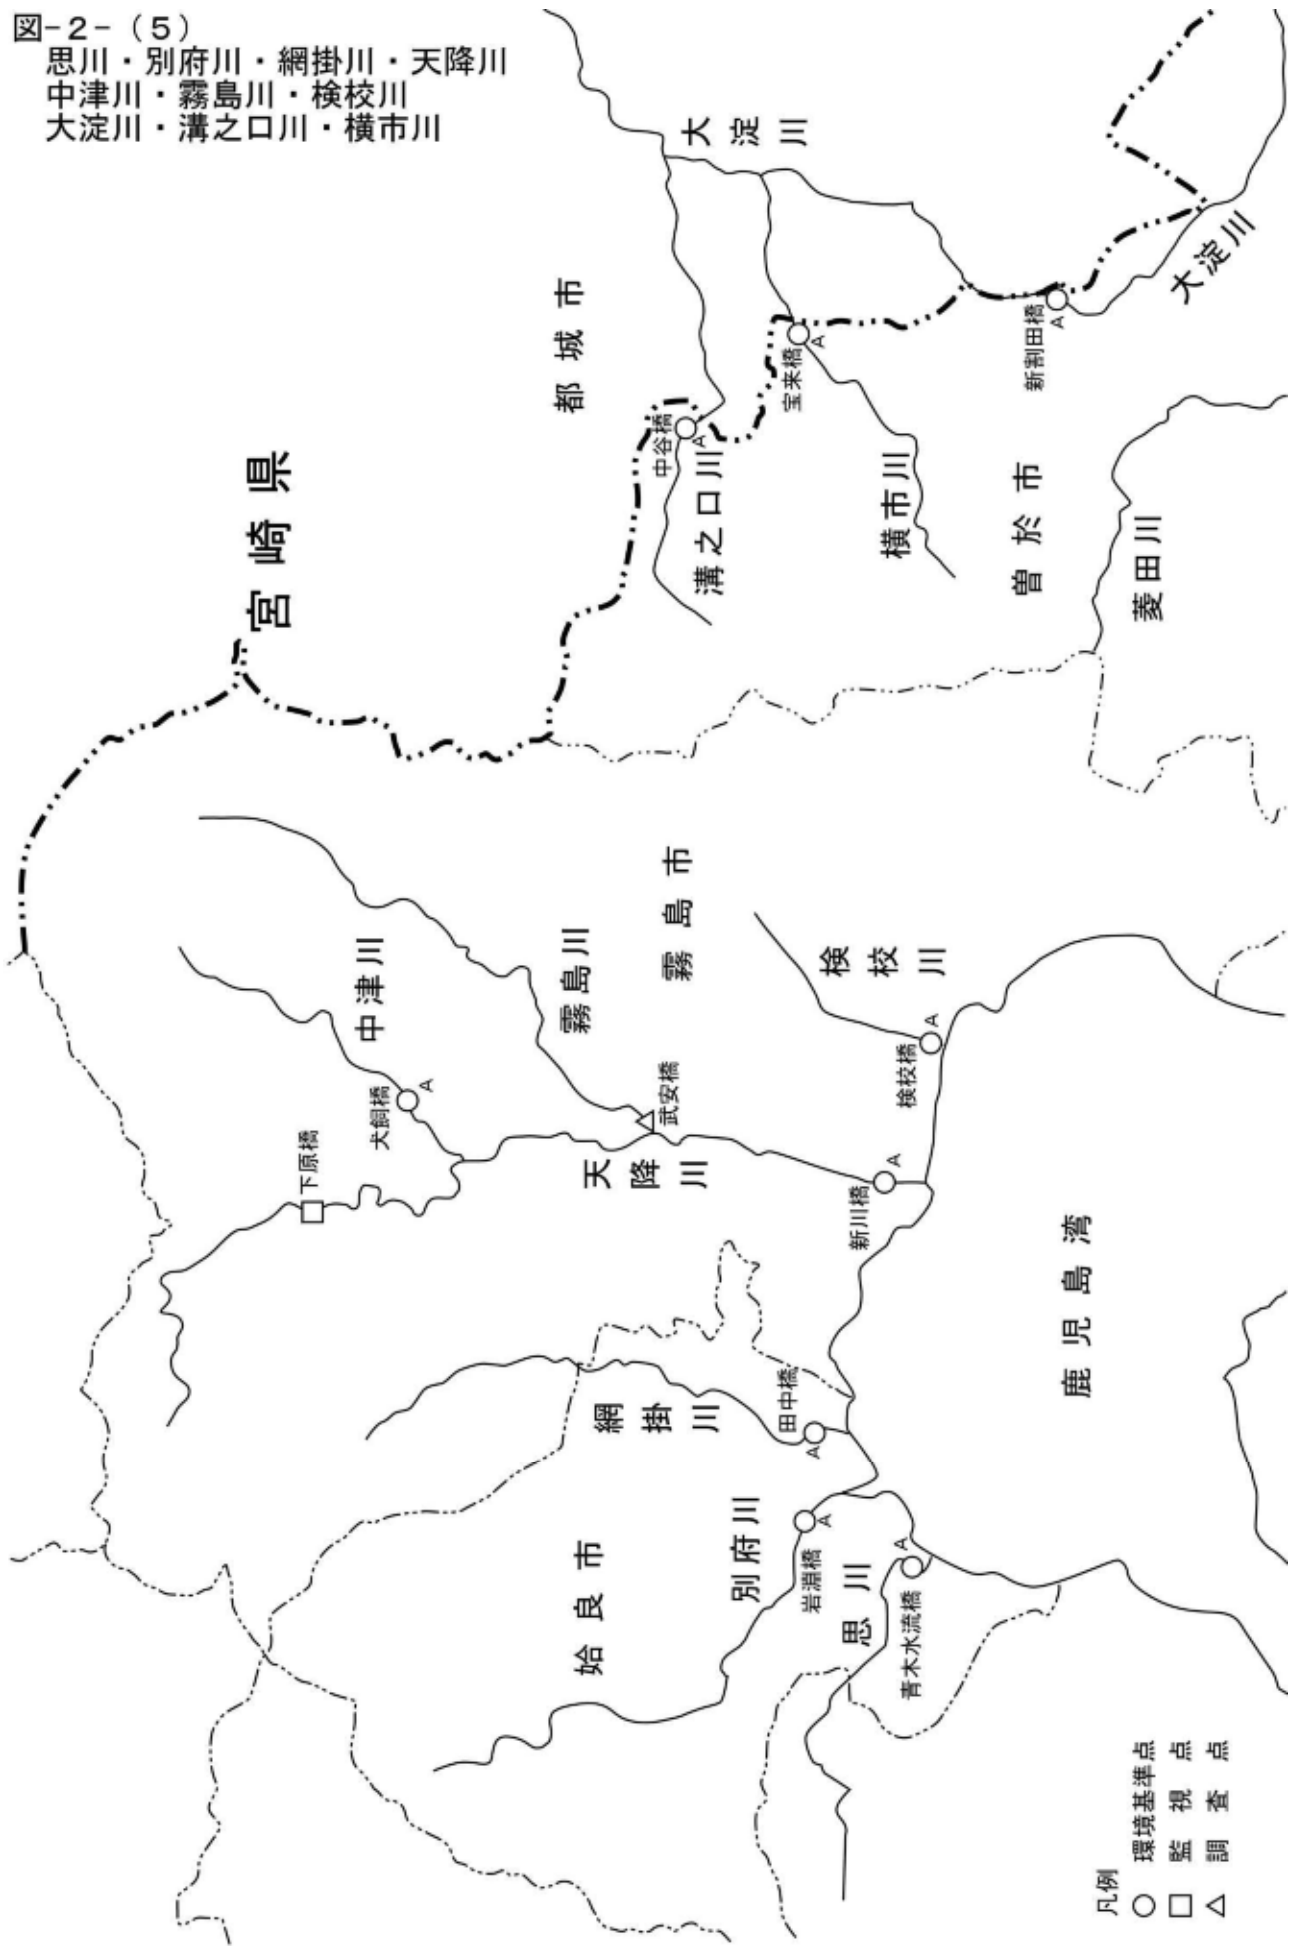 図-2-（5）
思川・別府川・網掛川・天降川
中津川・霧島川・検校川
大淀川・溝之口川・横市川
宮崎県
都城市
大淀川
大淀川
新割田橋
A
宝来橋
A
中谷橋
A
溝之口川
横市川
曽於市
菱田川
中津川
霧島川
霧島市
検校川
検校橋
A
犬飼橋
A
武安橋
下原橋
天降川
新川橋
A
鹿児島湾
網掛川
田中橋
A
別府川
岩淵橋
A
姶良市
思川
青木水流橋
A
凡例
○ 環境基準点
□ 監視点
△ 調査点